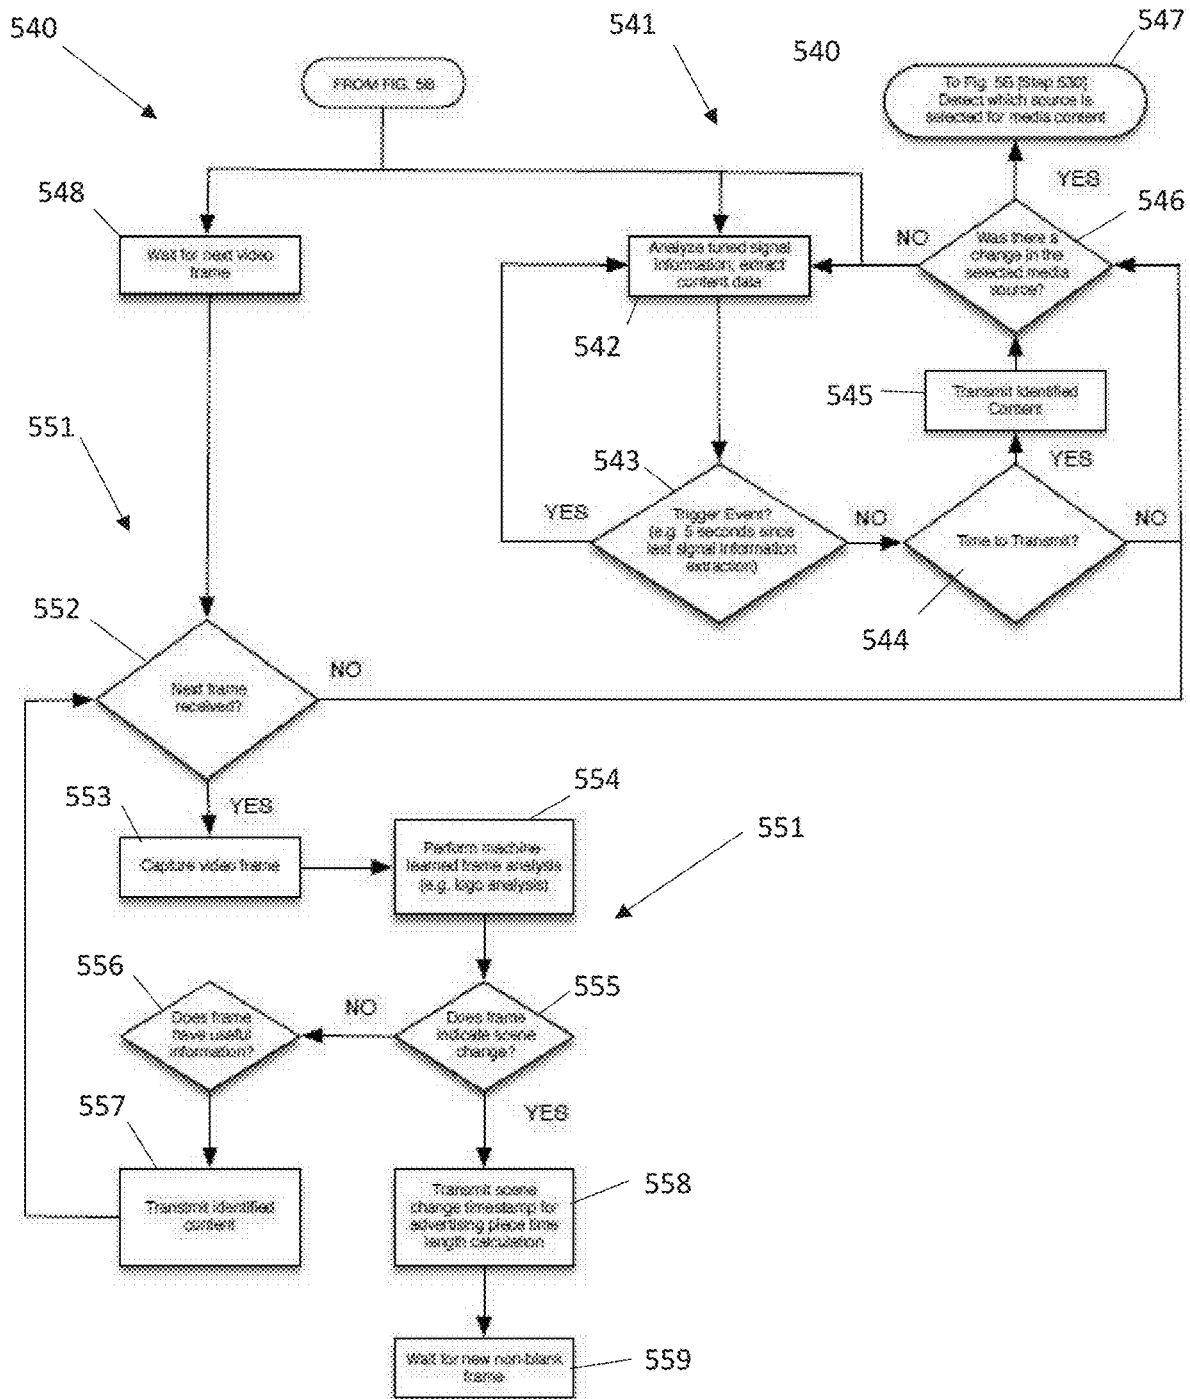 540
541
540
547
FROM FIG. 5B
To Fig. 5B [Step 530]
Detect which source is
selected for media content
YES
548
546
Wait for next video
frame
Analyze tuned signal
information, extract
content data
NO
Was there a
change in the
selected media
source?
542
545
Transmit Identified
Content
551
543
YES
YES
Trigger Event?
(e.g. 5 seconds since
last signal information
extraction)
NO
Time to Transmit?
NO
544
552
NO
Next frame
received?
553
YES
554
Capture video frame
Perform machine-
learned frame analysis
(e.g. logo analysis)
551
556
NO
555
Does frame
have useful
information?
Does frame
indicate scene
change?
557
YES
Transmit identified
content
Transmit scene
change timestamp for
advertising piece time
length calculation
558
Wait for new non-blank
frame
559